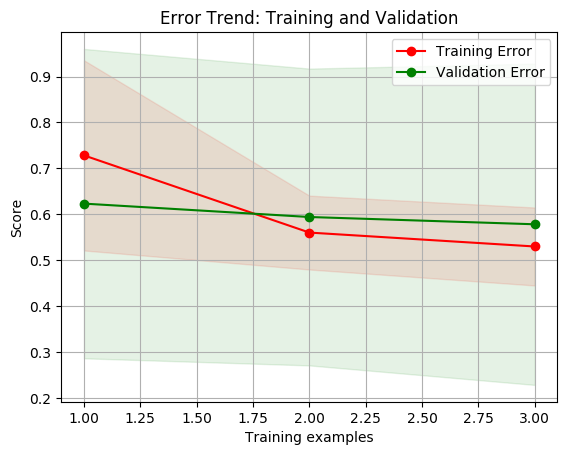 Error Trend: Training and Validation
Training Error
Validation Error
0.9
0.8
0.7
0.6
0.5
0.4
0.3
0.2
Score
1.00 1.25 1.50 1.75 2.00 2.25 2.50 2.75 3.00
Training examples